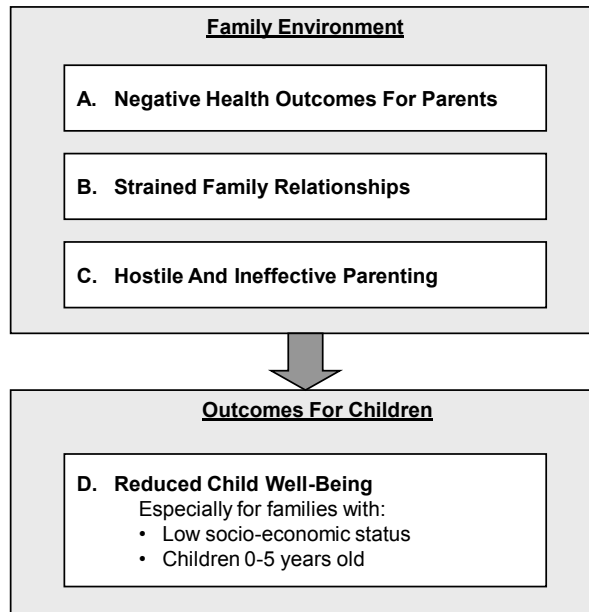 Family Environment
A. Negative Health Outcomes For Parents
B. Strained Family Relationships
C. Hostile And Ineffective Parenting
Outcomes For Children
D. Reduced Child Well-Being
Especially for families with:
• Low socio-economic status
• Children 0-5 years old